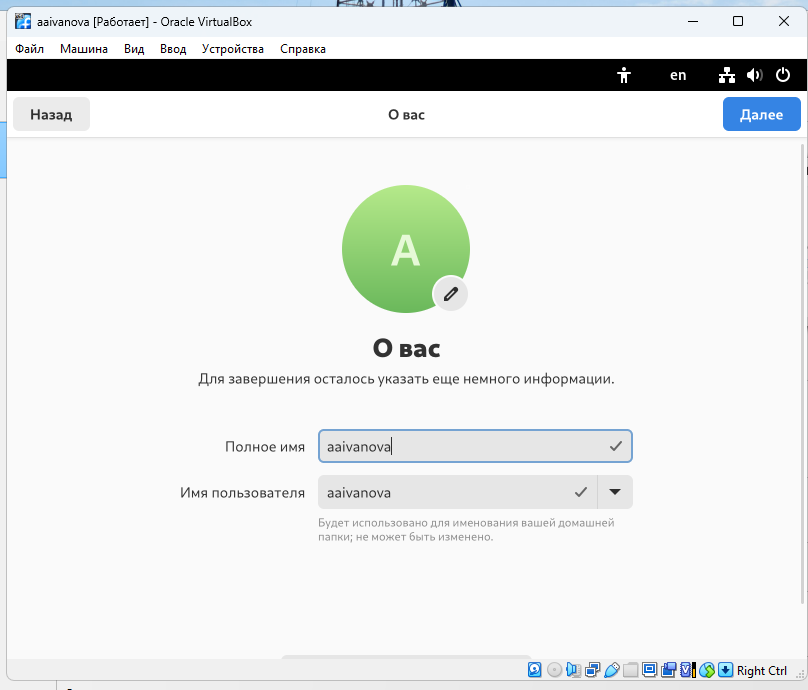 aaivanova [Работает] - Oracle VirtualBox
Файл Машина Вид Ввод Устройства Справка
en
Назад О вас Далее
A
О вас
Для завершения осталось указать еще немного информации.
Полное имя aaivanova
Имя пользователя aaivanova
Будет использовано для именования вашей домашней
папки; не может быть изменено.
Right Ctrl